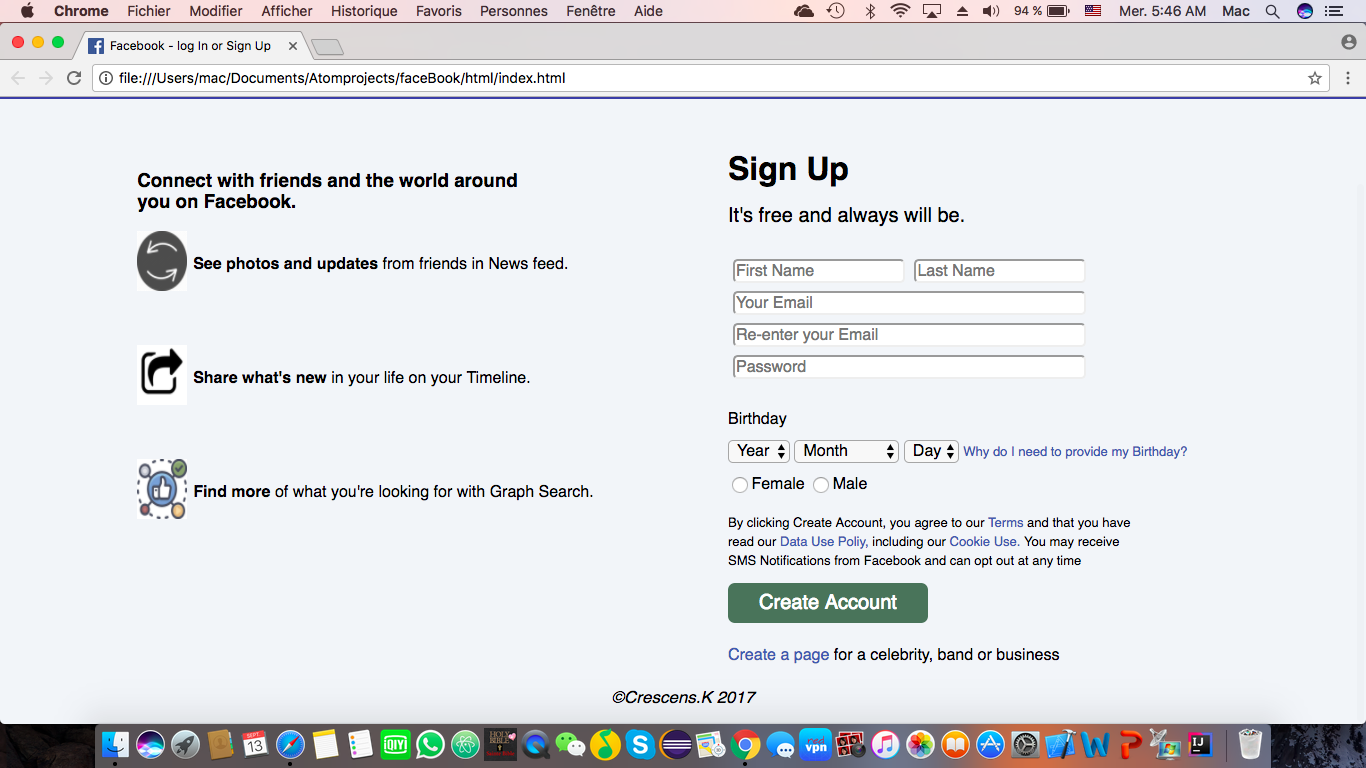 Chrome Fichier Modifier Afficher Historique Favoris Personnes Fenêtre Aide 94 % Mer. 5:46 AM Mac
Facebook - log In or Sign Up
file:///Users/mac/Documents/Atomprojects/faceBook/html/index.html
Connect with friends and the world around
you on Facebook.
See photos and updates from friends in News feed.
Share what's new in your life on your Timeline.
Find more of what you're looking for with Graph Search.
Sign Up
It's free and always will be.
First Name Last Name
Your Email
Re-enter your Email
Password
Birthday
Year Month Day Why do I need to provide my Birthday?
Female Male
By clicking Create Account, you agree to our Terms and that you have
read our Data Use Poliy, including our Cookie Use. You may receive
SMS Notifications from Facebook and can opt out at any time
Create Account
Create a page for a celebrity, band or business
©Crescens.K 2017
SEPT
13
QIY
HOLY
BIBLE
vpn
IJ